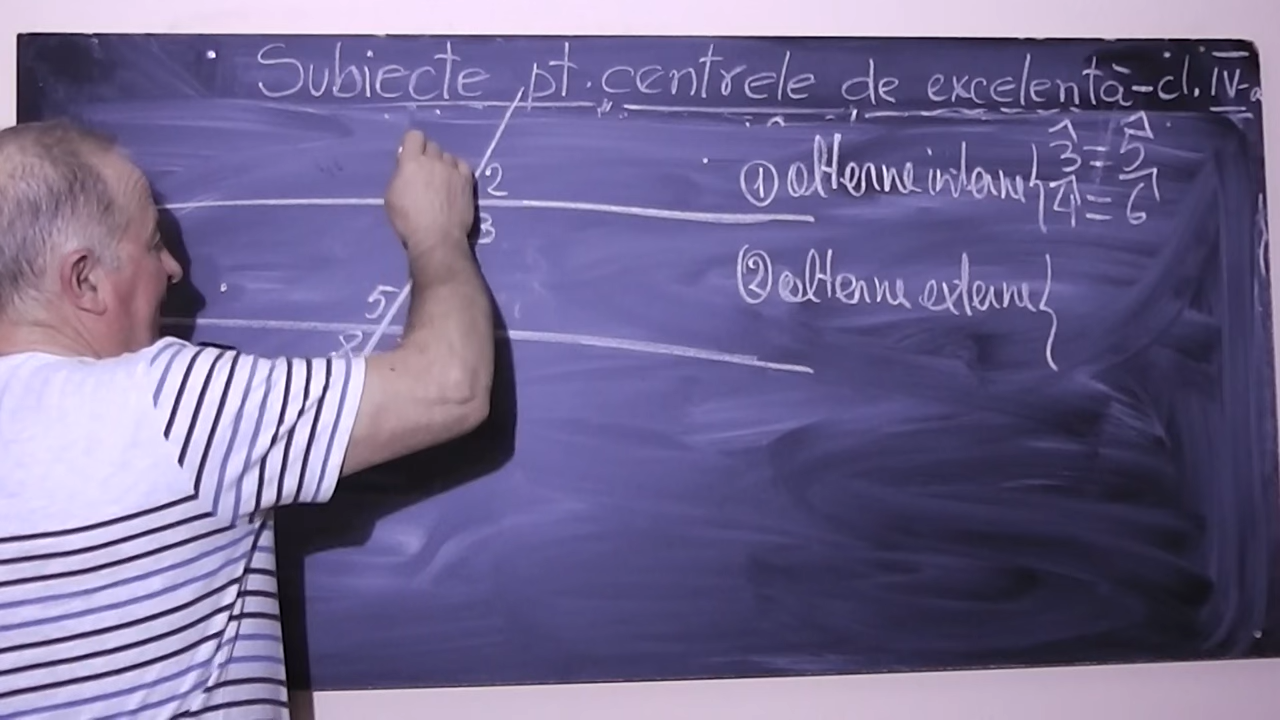 Subiecte pt. centrele de excelentă-cl. IV-a
① alterne interne { 3̂ = 5̂
4̂ = 6̂
② alterne externe {
2
3
5
8